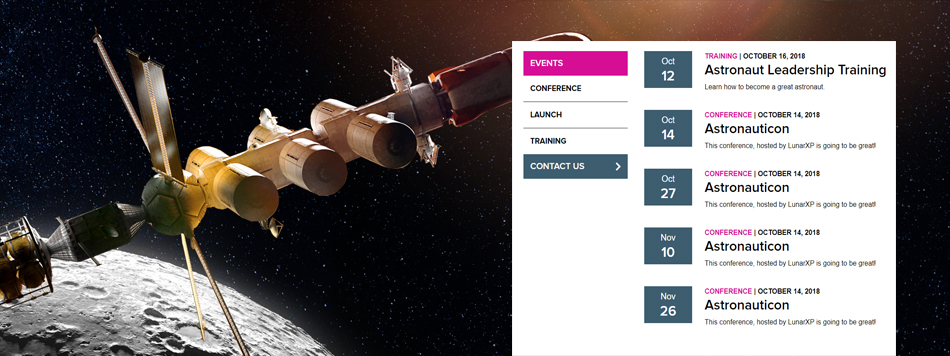 EVENTS
CONFERENCE
LAUNCH
TRAINING
CONTACT US
Oct
12
TRAINING | OCTOBER 16, 2018
Astronaut Leadership Training
Learn how to become a great astronaut.
Oct
14
CONFERENCE | OCTOBER 14, 2018
Astronauticon
This conference, hosted by LunarXP is going to be great!
Oct
27
CONFERENCE | OCTOBER 14, 2018
Astronauticon
This conference, hosted by LunarXP is going to be great!
Nov
10
CONFERENCE | OCTOBER 14, 2018
Astronauticon
This conference, hosted by LunarXP is going to be great!
Nov
26
CONFERENCE | OCTOBER 14, 2018
Astronauticon
This conference, hosted by LunarXP is going to be great!